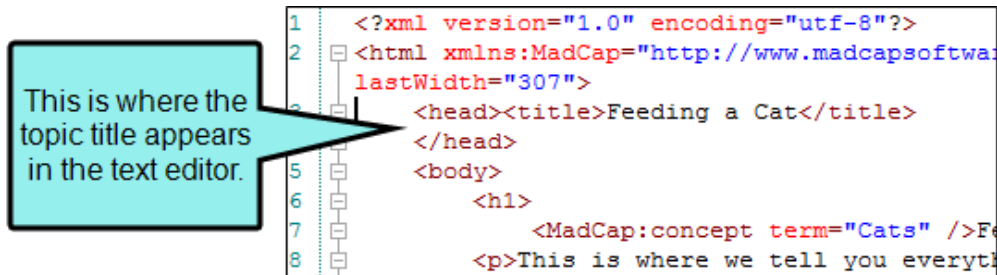 This is where the
topic title appears
in the text editor.
1 <?xml version="1.0" encoding="utf-8"?>
2 <html xmlns:MadCap="http://www.madcapsoftwar
lastWidth="307">
3 <head><title>Feeding a Cat</title>
</head>
5 <body>
6 <h1>
7 <MadCap:concept term="Cats" />Fe
8 <p>This is where we tell you everyth